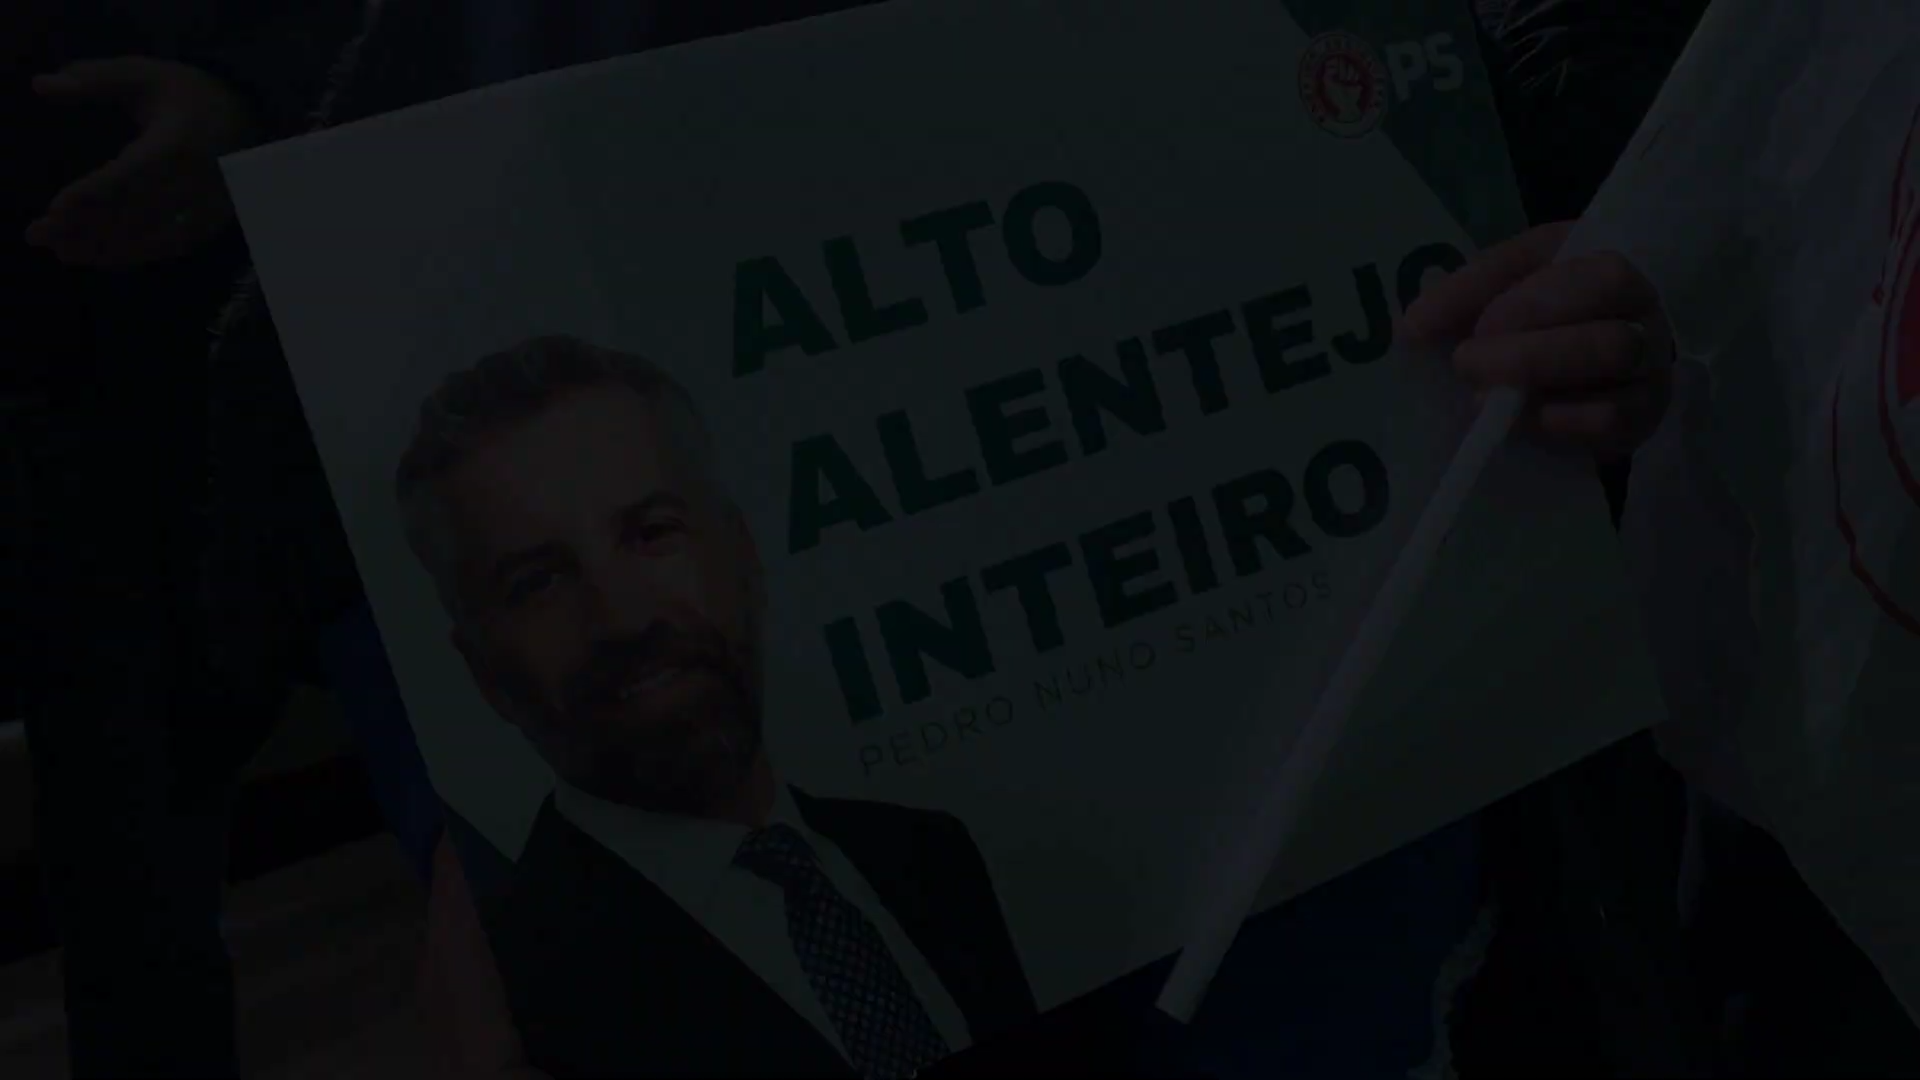 PS
ALTO
ALENTEJO
INTEIRO
PEDRO NUNO SANTOS